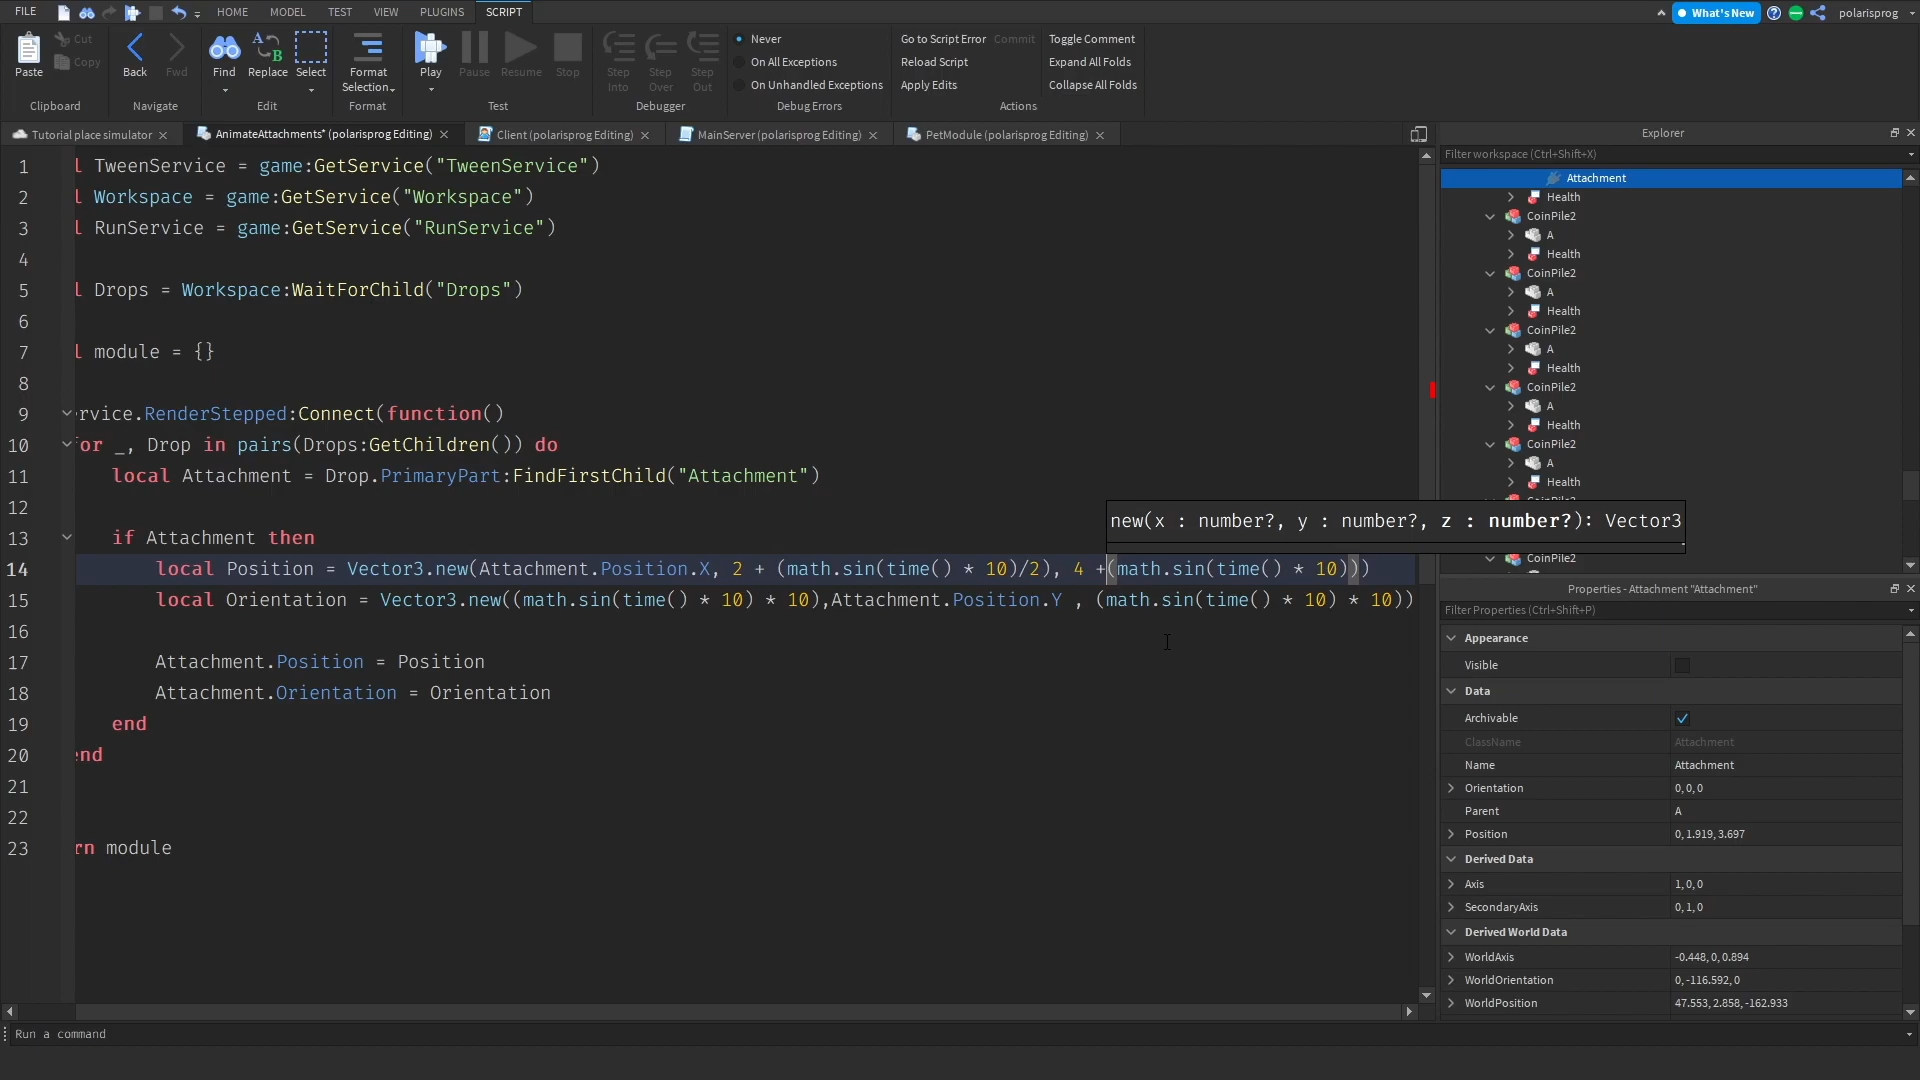 FILE HOME MODEL TEST VIEW PLUGINS SCRIPT What's New polarisprog
Paste Cut Copy Back Fwd Find Replace Select Format Selection Play Pause Resume Stop Step Into Step Over Step Out
Never Go to Script Error Commit Toggle Comment
On All Exceptions Reload Script Expand All Folds
On Unhandled Exceptions Apply Edits Collapse All Folds
Clipboard Navigate Edit Format Test Debugger Debug Errors Actions
Tutorial place simulator AnimateAttachments* (polarisprog Editing) Client (polarisprog Editing) MainServer (polarisprog Editing) PetModule (polarisprog Editing)
1 l TweenService = game:GetService("TweenService")
2 l Workspace = game:GetService("Workspace")
3 l RunService = game:GetService("RunService")
4
5 l Drops = Workspace:WaitForChild("Drops")
6
7 l module = {}
8
9 rvice.RenderStepped:Connect(function()
10 or _, Drop in pairs(Drops:GetChildren()) do
11 local Attachment = Drop.PrimaryPart:FindFirstChild("Attachment")
12
new(x : number?, y : number?, z : number?): Vector3
13 if Attachment then
14 local Position = Vector3.new(Attachment.Position.X, 2 + (math.sin(time() * 10)/2), 4 +(math.sin(time() * 10)))
15 local Orientation = Vector3.new((math.sin(time() * 10) * 10),Attachment.Position.Y , (math.sin(time() * 10) * 10))
16
17 Attachment.Position = Position
18 Attachment.Orientation = Orientation
19 end
20 end
21
22
23 rn module
Run a command
Explorer
Filter workspace (Ctrl+Shift+X)
Attachment
Health
CoinPile2
A
Health
CoinPile2
A
Health
CoinPile2
A
Health
CoinPile2
A
Health
CoinPile2
A
Health
CoinPile2
CoinPile2
Properties - Attachment "Attachment"
Filter Properties (Ctrl+Shift+P)
Appearance
Visible
Data
Archivable
ClassName Attachment
Name Attachment
Orientation 0, 0, 0
Parent A
Position 0, 1.919, 3.697
Derived Data
Axis 1, 0, 0
SecondaryAxis 0, 1, 0
Derived World Data
WorldAxis -0.448, 0, 0.894
WorldOrientation 0, -116.592, 0
WorldPosition 47.553, 2.858, -162.933